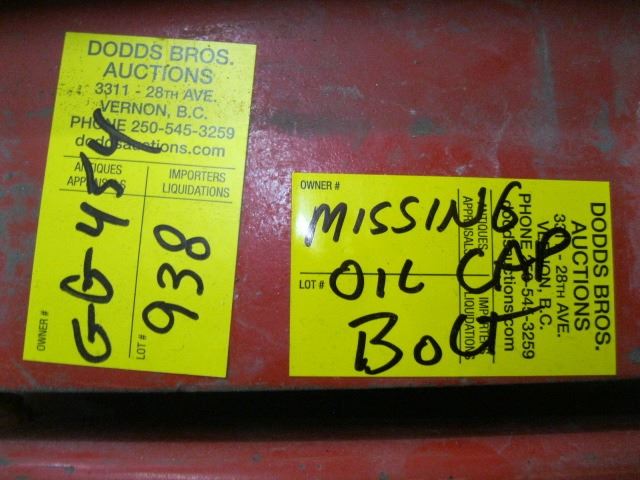 DODDS BROS.
AUCTIONS
3311 - 28TH AVE.
VERNON, B.C.
PHONE 250-545-3259
doddsauctions.com
ANTIQUES
APPRAISALS
IMPORTERS
LIQUIDATIONS
OWNER #
GG-454
LOT #
938
DODDS BROS.
AUCTIONS
3311 - 28TH AVE.
VERNON, B.C.
PHONE 250-545-3259
doddsauctions.com
ANTIQUES
APPRAISALS
IMPORTERS
LIQUIDATIONS
OWNER #
MISSING
LOT #
OIL CAP
BOLT